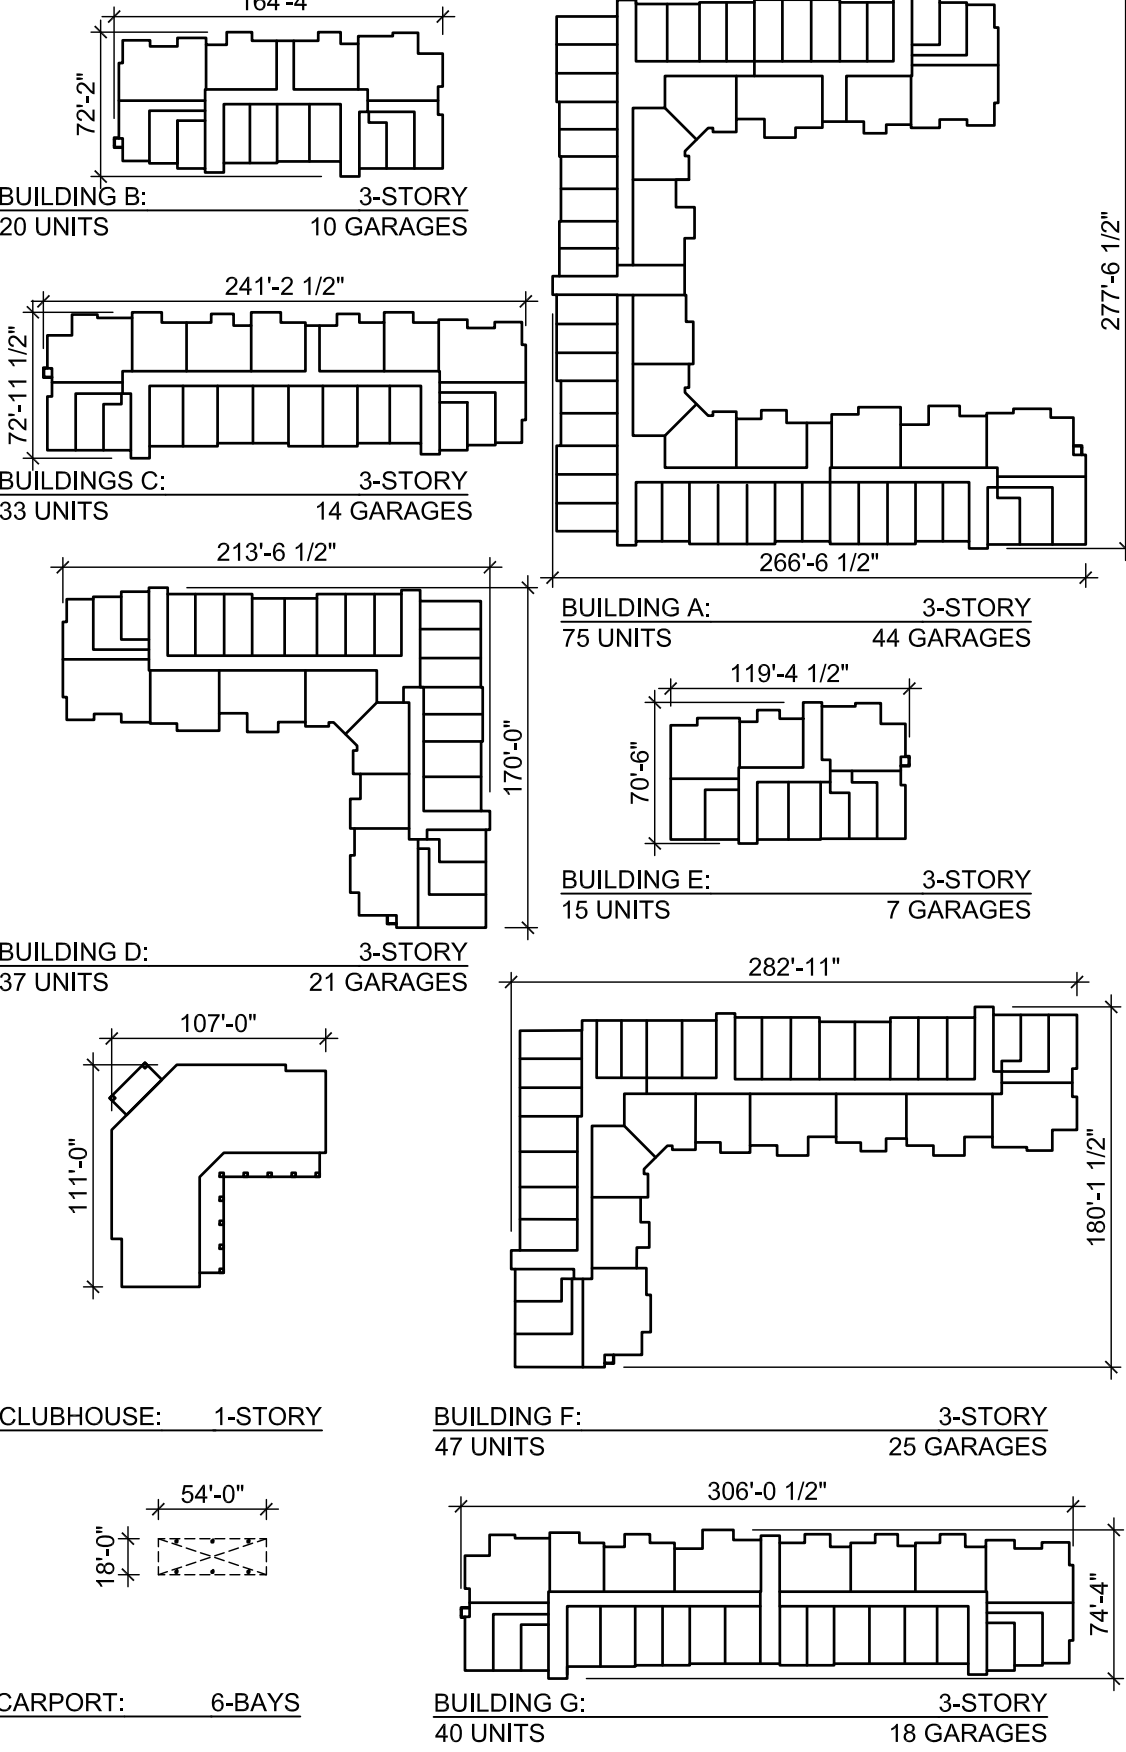 164'-4
72'-2"
BUILDING B: 3-STORY
20 UNITS 10 GARAGES
241'-2 1/2"
72'-11 1/2"
BUILDINGS C: 3-STORY
33 UNITS 14 GARAGES
277'-6 1/2"
266'-6 1/2"
BUILDING A: 3-STORY
75 UNITS 44 GARAGES
213'-6 1/2"
170'-0"
BUILDING D: 3-STORY
37 UNITS 21 GARAGES
119'-4 1/2"
70'-6"
BUILDING E: 3-STORY
15 UNITS 7 GARAGES
107'-0"
111'-0"
CLUBHOUSE: 1-STORY
282'-11"
180'-1 1/2"
BUILDING F: 3-STORY
47 UNITS 25 GARAGES
54'-0"
18'-0"
CARPORT: 6-BAYS
306'-0 1/2"
74'-4"
BUILDING G: 3-STORY
40 UNITS 18 GARAGES